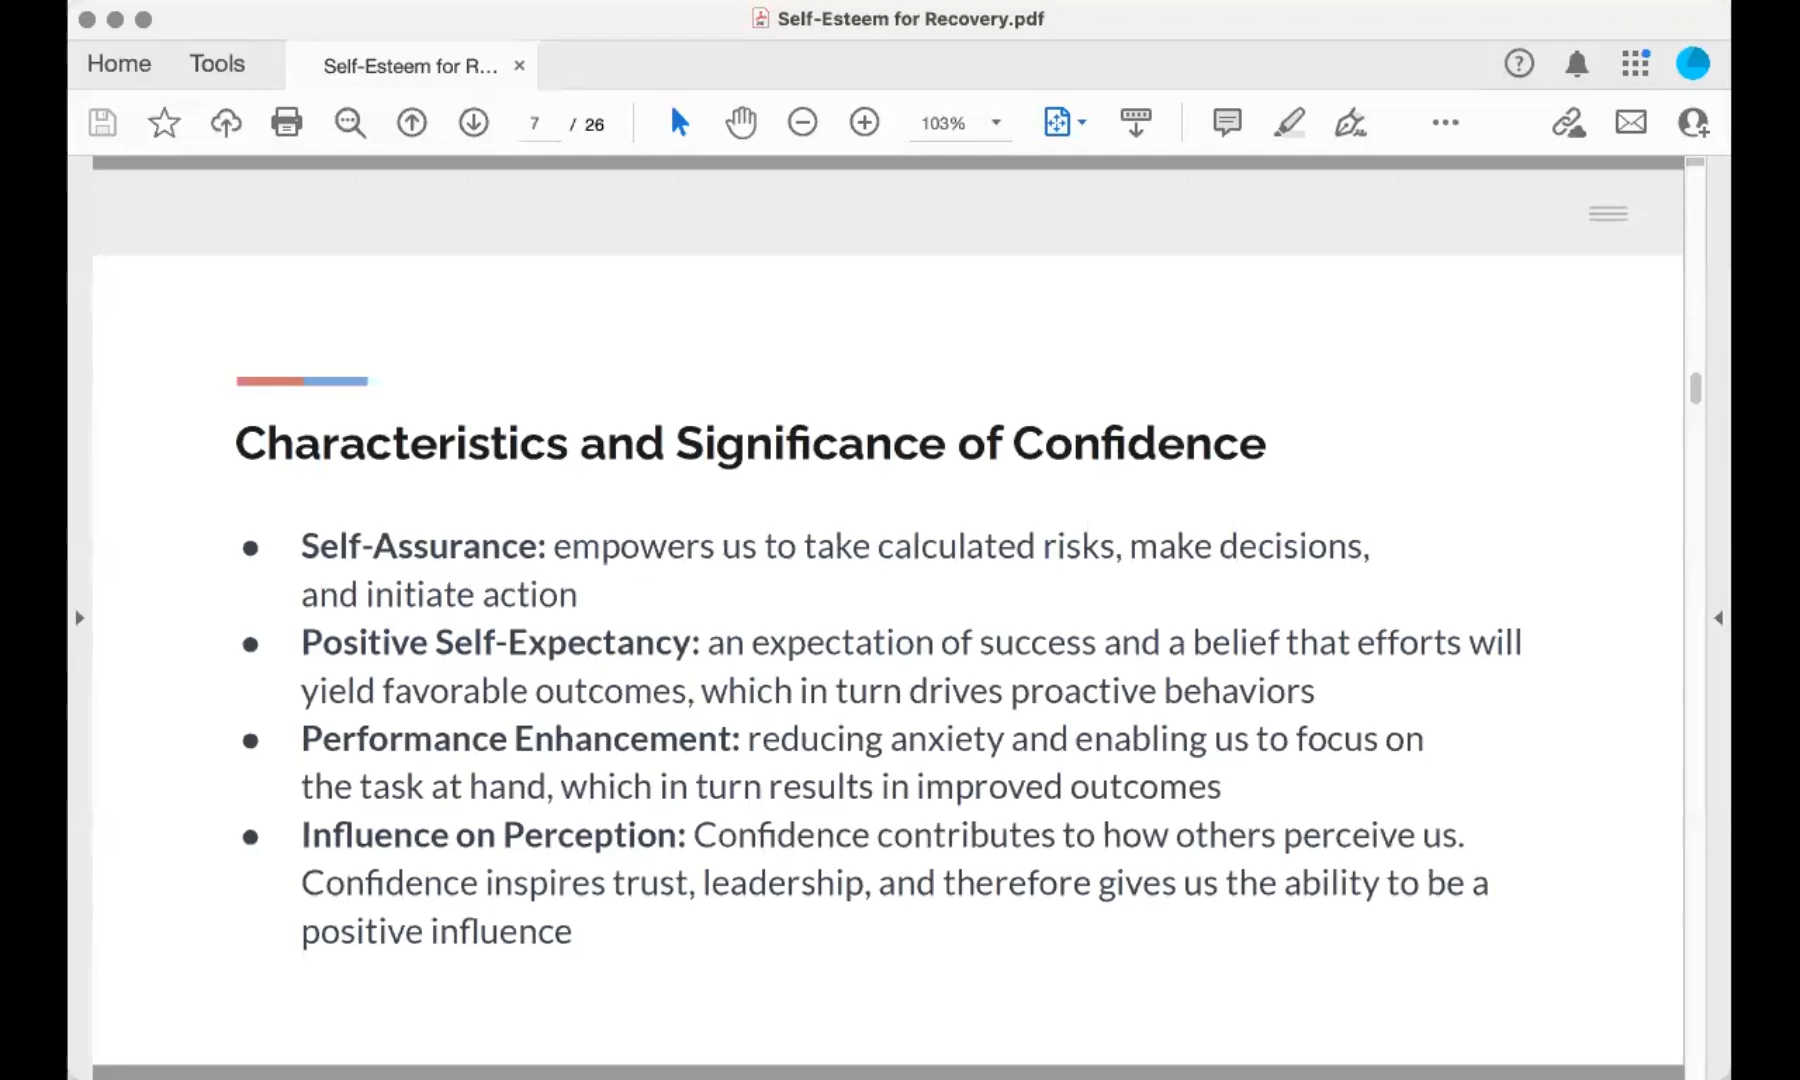 Self-Esteem for Recovery.pdf
Home Tools Self-Esteem for R... ×
7 / 26 103%
Characteristics and Significance of Confidence
● Self-Assurance: empowers us to take calculated risks, make decisions,
and initiate action
● Positive Self-Expectancy: an expectation of success and a belief that efforts will
yield favorable outcomes, which in turn drives proactive behaviors
● Performance Enhancement: reducing anxiety and enabling us to focus on
the task at hand, which in turn results in improved outcomes
● Influence on Perception: Confidence contributes to how others perceive us.
Confidence inspires trust, leadership, and therefore gives us the ability to be a
positive influence